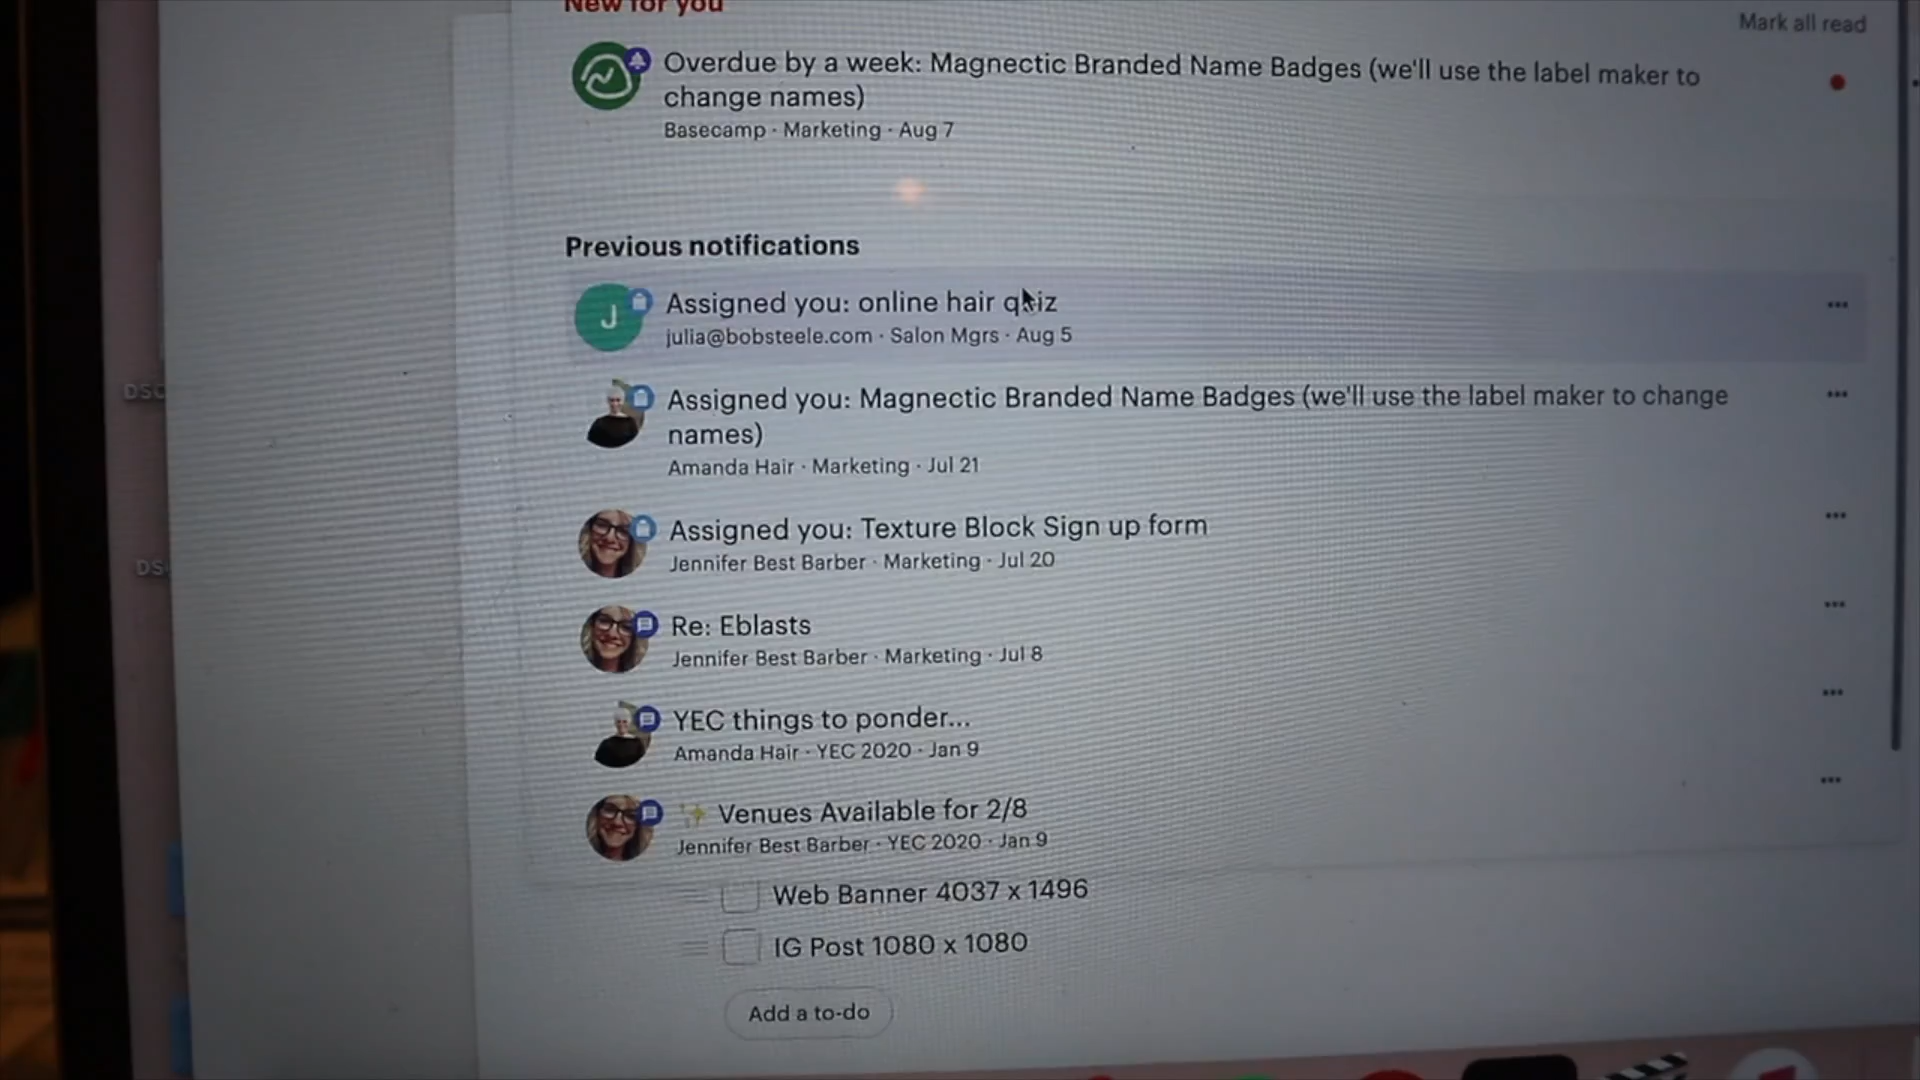 New for you
Mark all read
Overdue by a week: Magnectic Branded Name Badges (we'll use the label maker to
change names)
Basecamp · Marketing · Aug 7
Previous notifications
J
Assigned you: online hair quiz
julia@bobsteele.com · Salon Mgrs · Aug 5
Assigned you: Magnectic Branded Name Badges (we'll use the label maker to change
names)
Amanda Hair · Marketing · Jul 21
Assigned you: Texture Block Sign up form
Jennifer Best Barber · Marketing · Jul 20
Re: Eblasts
Jennifer Best Barber · Marketing · Jul 8
YEC things to ponder...
Amanda Hair · YEC 2020 · Jan 9
✨ Venues Available for 2/8
Jennifer Best Barber · YEC 2020 · Jan 9
Web Banner 4037 x 1496
IG Post 1080 x 1080
Add a to-do